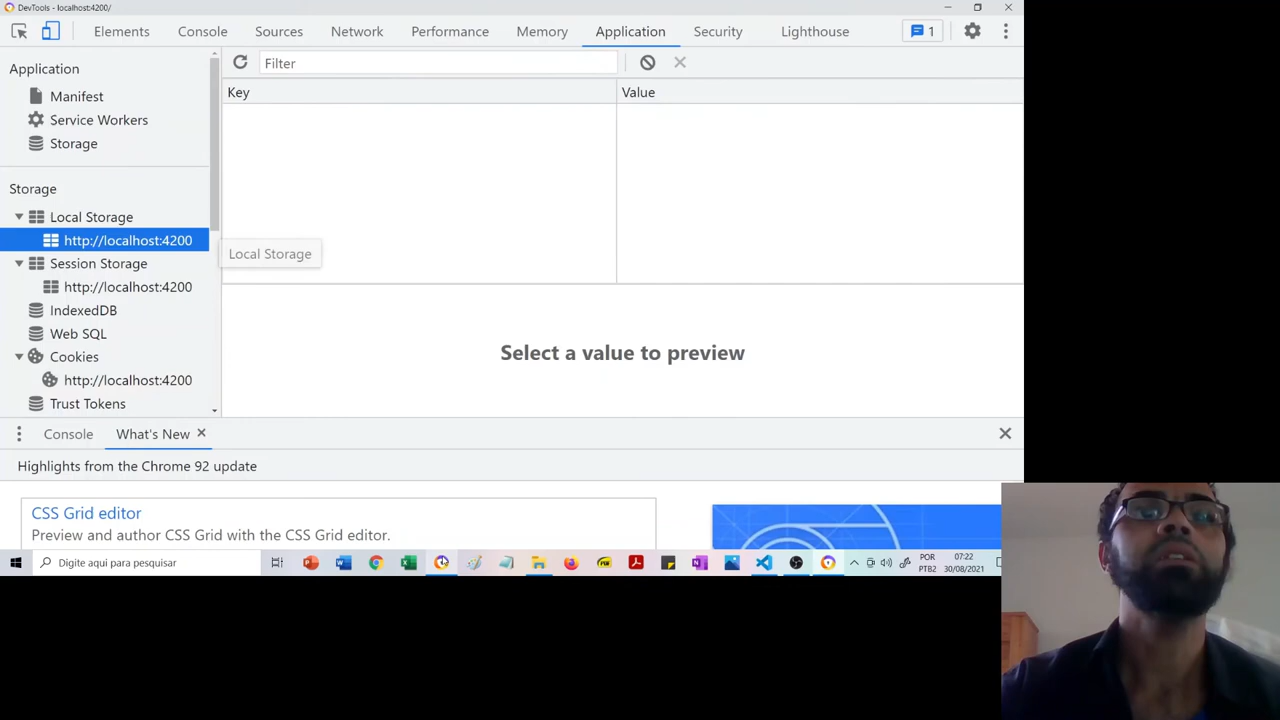 DevTools - localhost:4200/
Elements Console Sources Network Performance Memory Application Security Lighthouse 1
Application
Manifest
Service Workers
Storage
Storage
Local Storage
http://localhost:4200
Session Storage
http://localhost:4200
IndexedDB
Web SQL
Cookies
http://localhost:4200
Trust Tokens
Filter
Key Value
Local Storage
Select a value to preview
Console What's New
Highlights from the Chrome 92 update
CSS Grid editor
Preview and author CSS Grid with the CSS Grid editor.
Digite aqui para pesquisar
POR 07:22
PTB2 30/08/2021